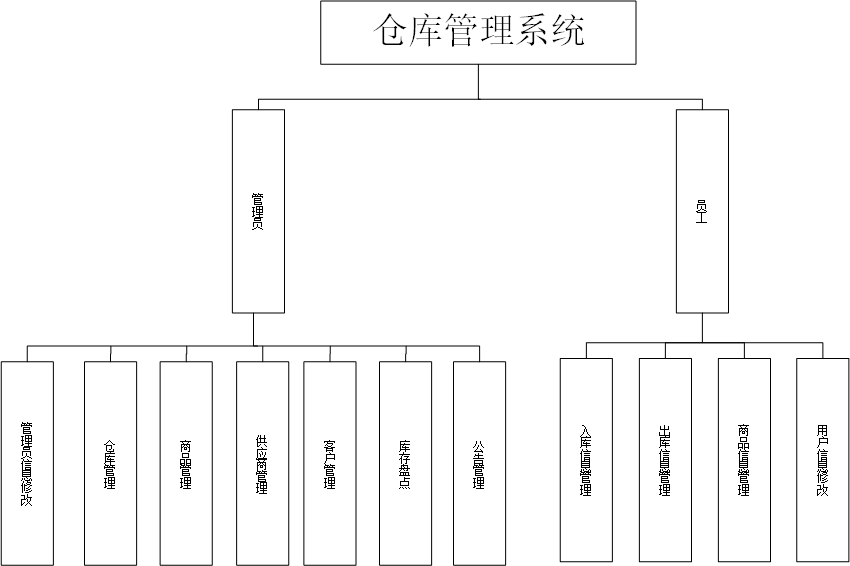 仓库管理系统
管理员
员工
管理员信息修改
仓库管理
商品管理
供应商管理
客户管理
库存盘点
公告管理
入库信息管理
出库信息管理
商品信息管理
用户信息修改